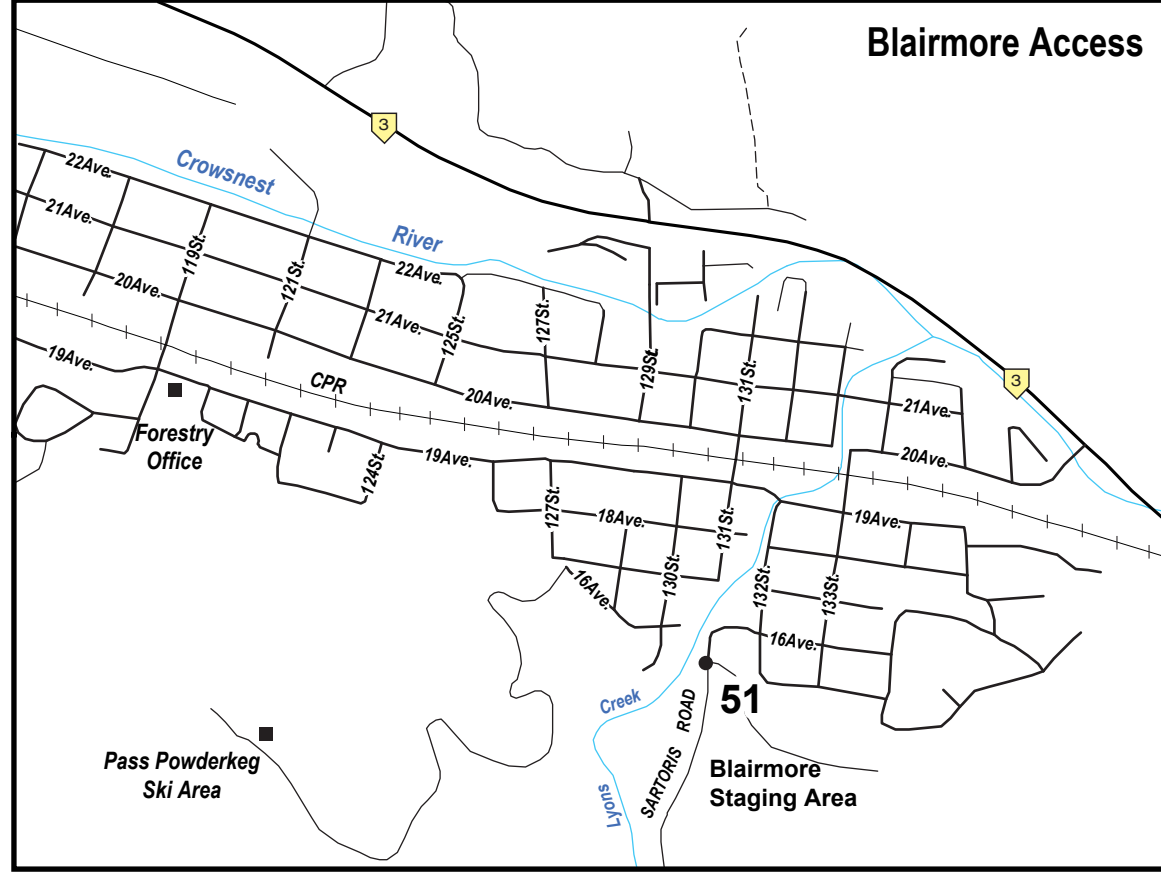 Blairmore Access
3
22Ave.
Crowsnest
21Ave.
River
119St.
121St.
22Ave.
20Ave.
21Ave.
125St.
127St.
129St.
131St.
3
19Ave.
CPR
20Ave.
21Ave.
Forestry
Office
124St.
19Ave.
20Ave.
127St.
18Ave.
131St.
19Ave.
16Ave.
130St.
132St.
133St.
16Ave.
51
Creek
SARTORIS ROAD
Lyons
Pass Powderkeg
Ski Area
Blairmore
Staging Area